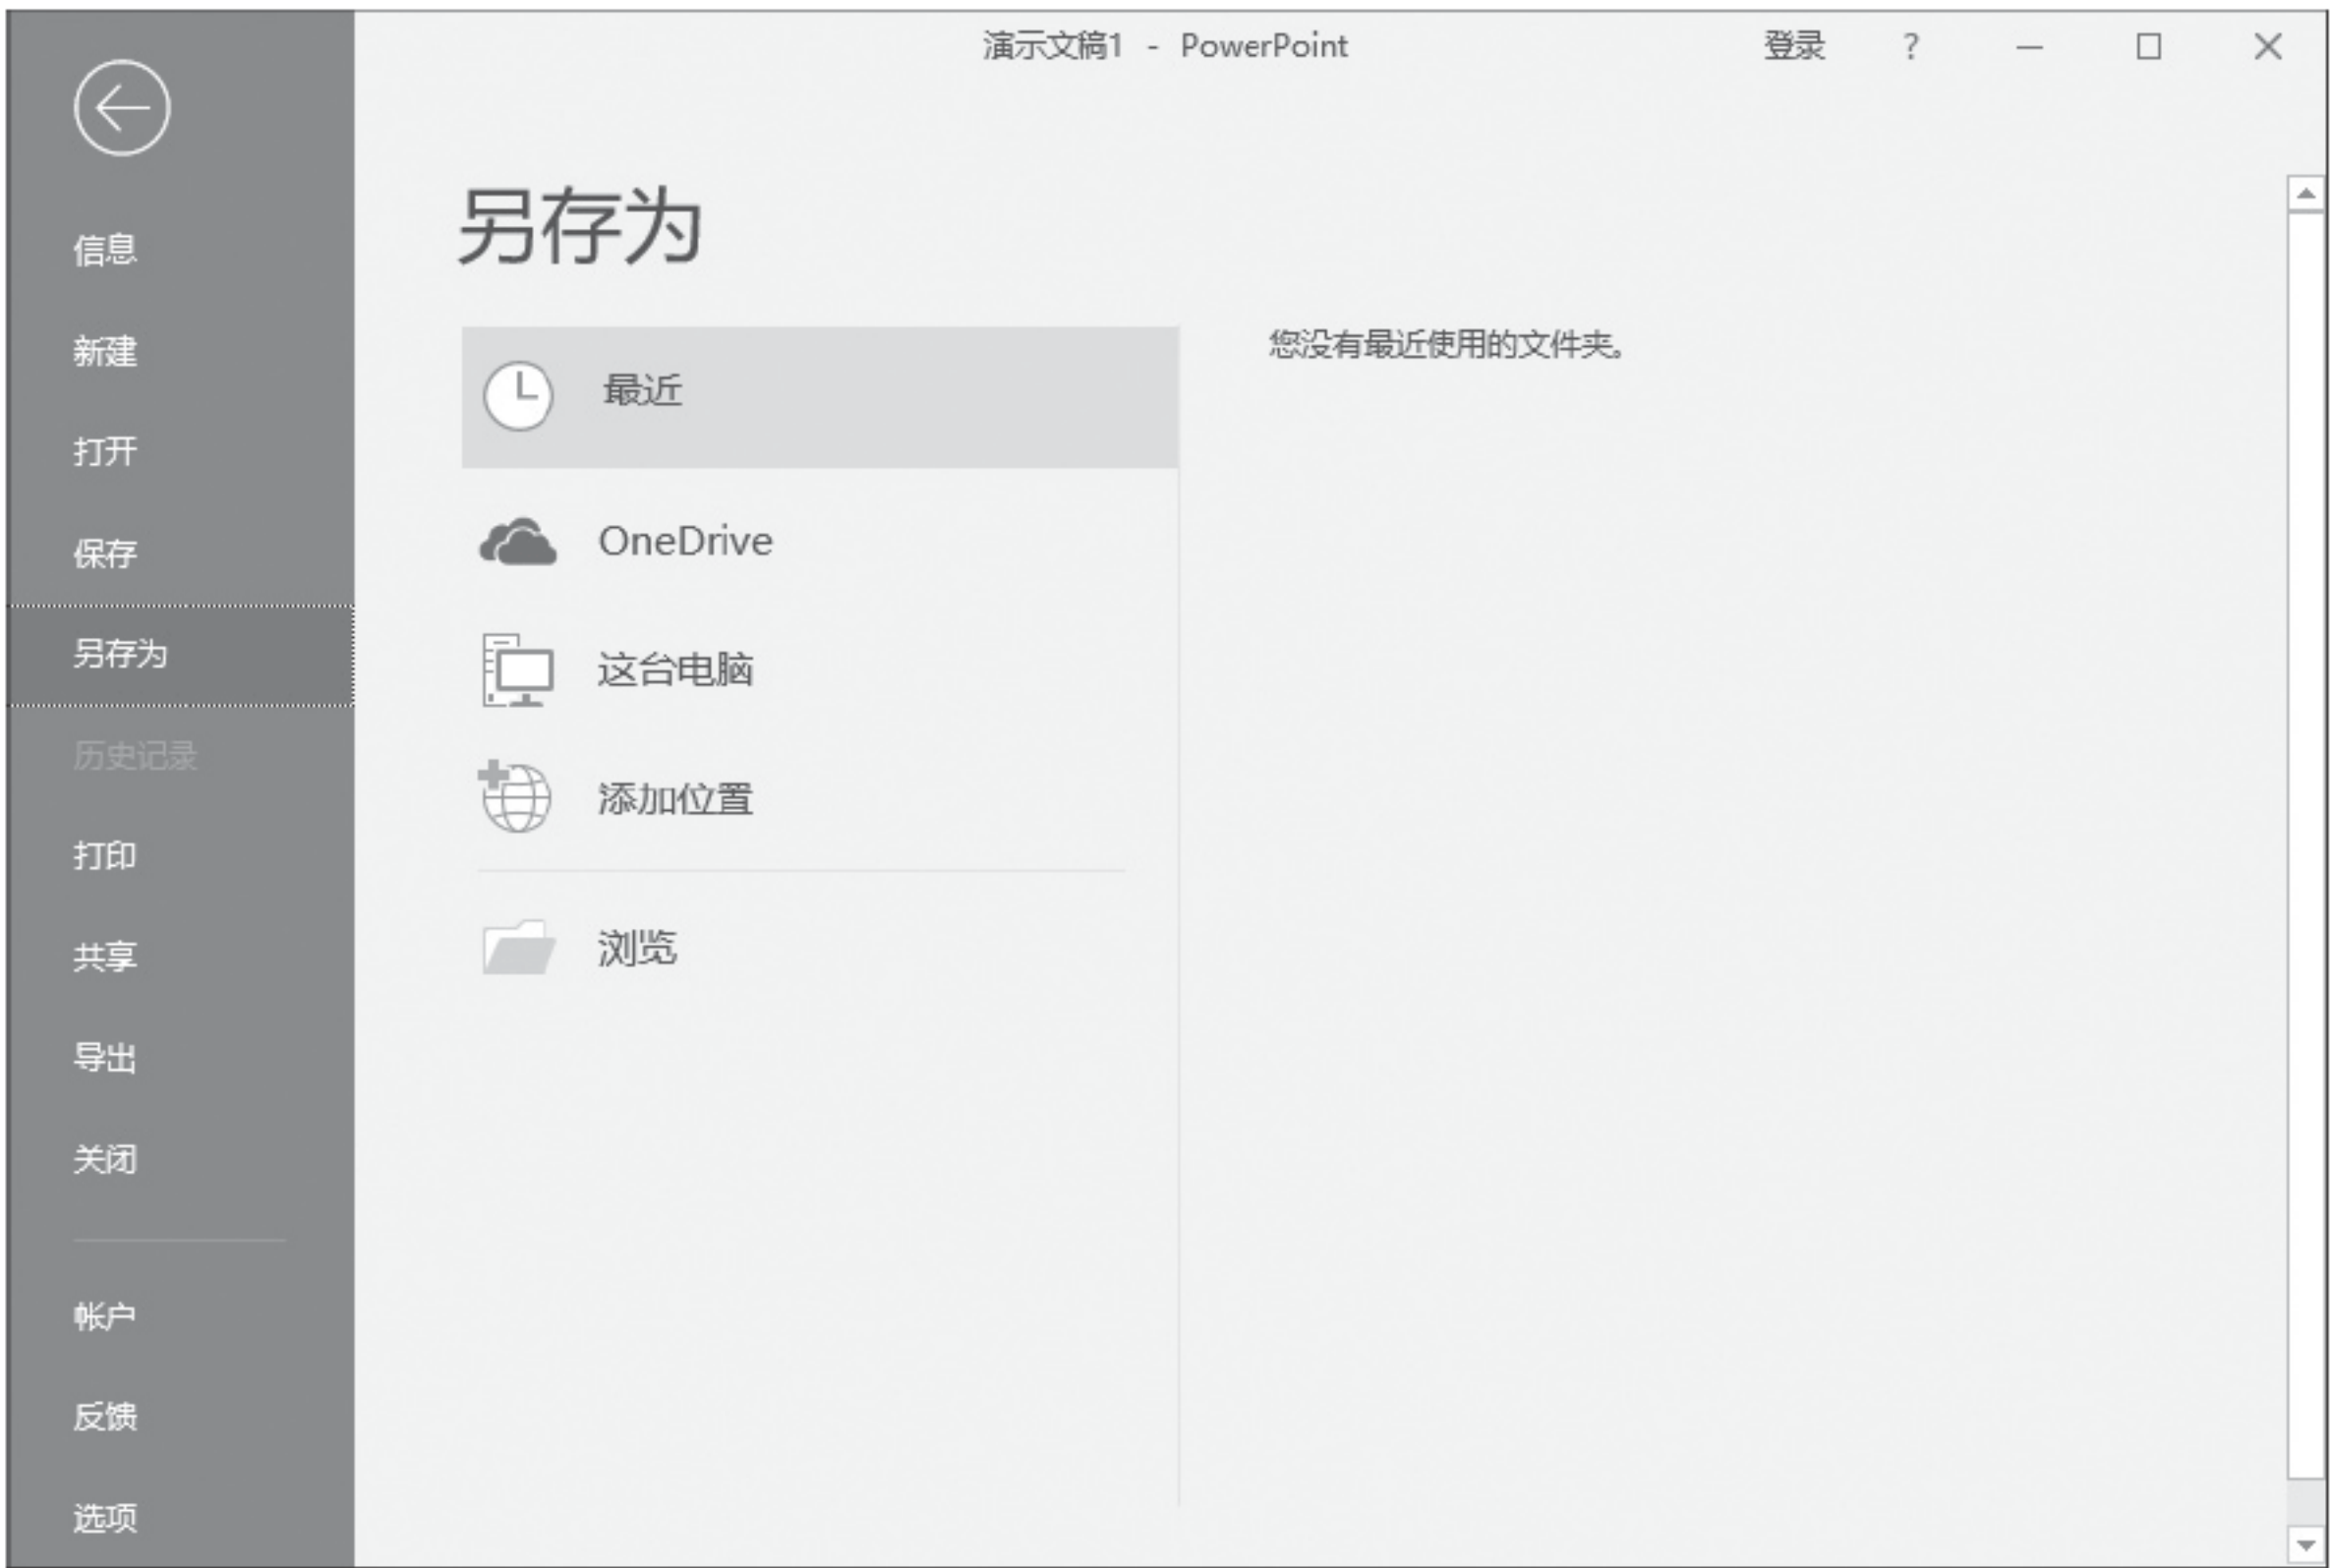 演示文稿1 - PowerPoint
登录 ?
信息
新建
打开
保存
另存为
历史记录
打印
共享
导出
关闭
帐户
反馈
选项
另存为
最近
OneDrive
这台电脑
添加位置
浏览
您没有最近使用的文件夹。